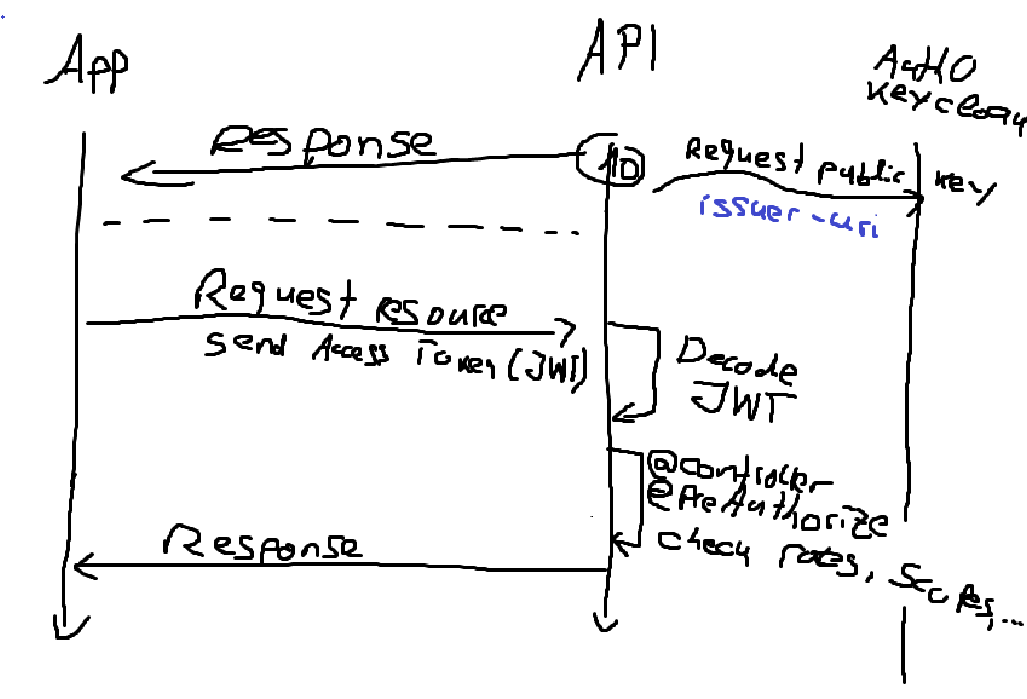 App
API
Auth0
Keycloak
Response
10
Request public key
issuer-uri
Request resource
Send Access Token (JWT)
Decode
JWT
@controller
@PreAuthorize
check roles, Scopes,...
Response